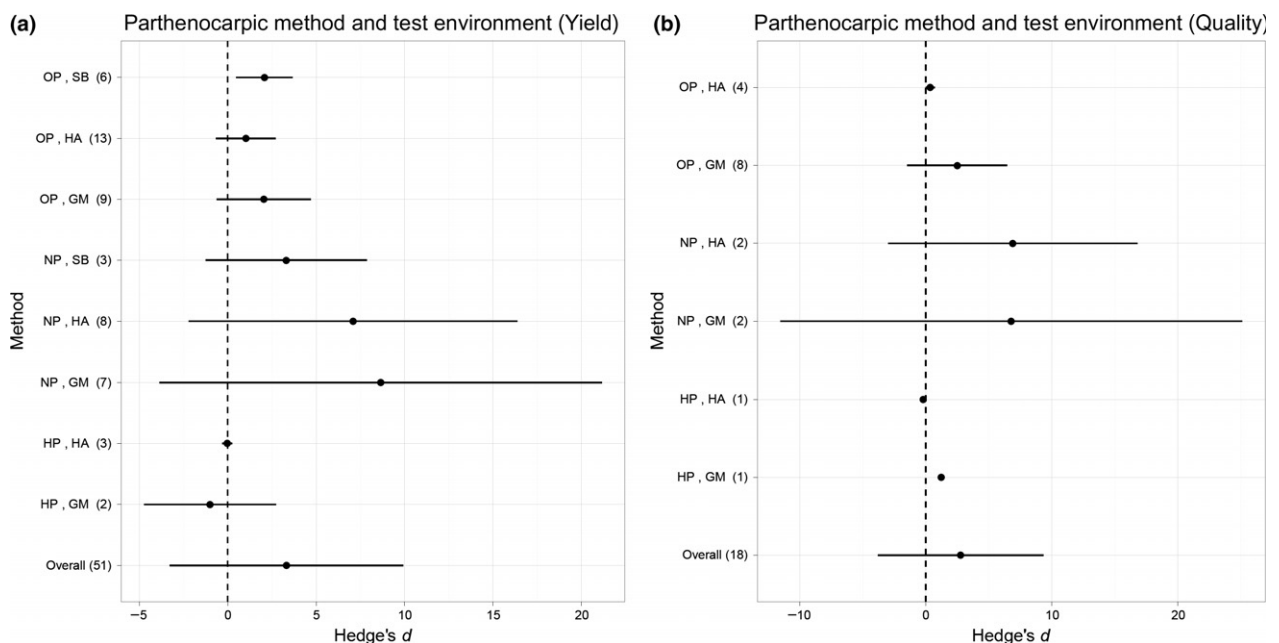 (a) Parthenocarpic method and test environment (Yield)
OP , SB (6)
OP , HA (13)
OP , GM (9)
NP , SB (3)
NP , HA (8)
NP , GM (7)
HP , HA (3)
HP , GM (2)
Overall (51)
Method
−5 0 5 10 15 20
Hedge's d
(b) Parthenocarpic method and test environment (Quality)
OP , HA (4)
OP , GM (8)
NP , HA (2)
NP , GM (2)
HP , HA (1)
HP , GM (1)
Overall (18)
Method
−10 0 10 20
Hedge's d